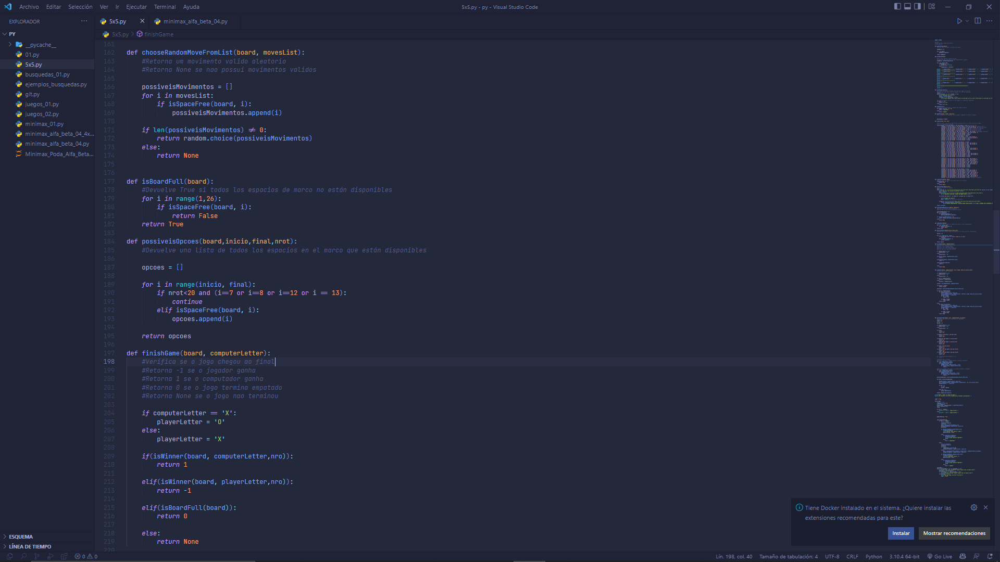 Archivo Editar Selección Ver Ir Ejecutar Terminal Ayuda
5x5.py - py - Visual Studio Code
EXPLORADOR
PY
__pycache__
01.py
5x5.py
busquedas_01.py
ejemplos_busquedas.py
git.py
juegos_01.py
juegos_02.py
minimax_01.py
minimax_alfa_beta_04_4x...
minimax_alfa_beta_04.py
Minimax_Poda_Alfa_Beta...
ESQUEMA
LÍNEA DE TIEMPO
5x5.py minimax_alfa_beta_04.py
5x5.py > finishGame
161
162 def chooseRandomMoveFromList(board, movesList):
163 #Retorna um movimento valido aleatorio
164 #Retorna None se nao possui movimentos validos
165
166 possiveisMovimentos = []
167 for i in movesList:
168 if isSpaceFree(board, i):
169 possiveisMovimentos.append(i)
170
171 if len(possiveisMovimentos) != 0:
172 return random.choice(possiveisMovimentos)
173 else:
174 return None
175
176
177 def isBoardFull(board):
178 #Devuelve True si todos los espacios de marco no están disponibles
179 for i in range(1,26):
180 if isSpaceFree(board, i):
181 return False
182 return True
183
184 def possiveisOpcoes(board,inicio,final,nrot):
185 #Devuelve una lista de todos los espacios en el marco que están disponibles
186
187 opcoes = []
188
189 for i in range(inicio, final):
190 if nrot<20 and (i==7 or i==8 or i==12 or i == 13):
191 continue
192 elif isSpaceFree(board, i):
193 opcoes.append(i)
194
195 return opcoes
196
197 def finishGame(board, computerLetter):
198 #Verifica se o jogo chegou ao final
199 #Retorna -1 se o jogador ganha
200 #Retorna 1 se o computador ganha
201 #Retorna 0 se o jogo termina empatado
202 #Retorna None se o jogo nao terminou
203
204 if computerLetter == 'X':
205 playerLetter = 'O'
206 else:
207 playerLetter = 'X'
208
209 if(isWinner(board, computerLetter,nro)):
210 return 1
211
212 elif(isWinner(board, playerLetter,nro)):
213 return -1
214
215 elif(isBoardFull(board)):
216 return 0
217
218 else:
219 return None
220
Tiene Docker instalado en el sistema. ¿Quiere instalar las
extensiones recomendadas para este?
Instalar Mostrar recomendaciones
0 0
Lín. 198, col. 40 Tamaño de tabulación: 4 UTF-8 CRLF Python 3.10.4 64-bit Go Live